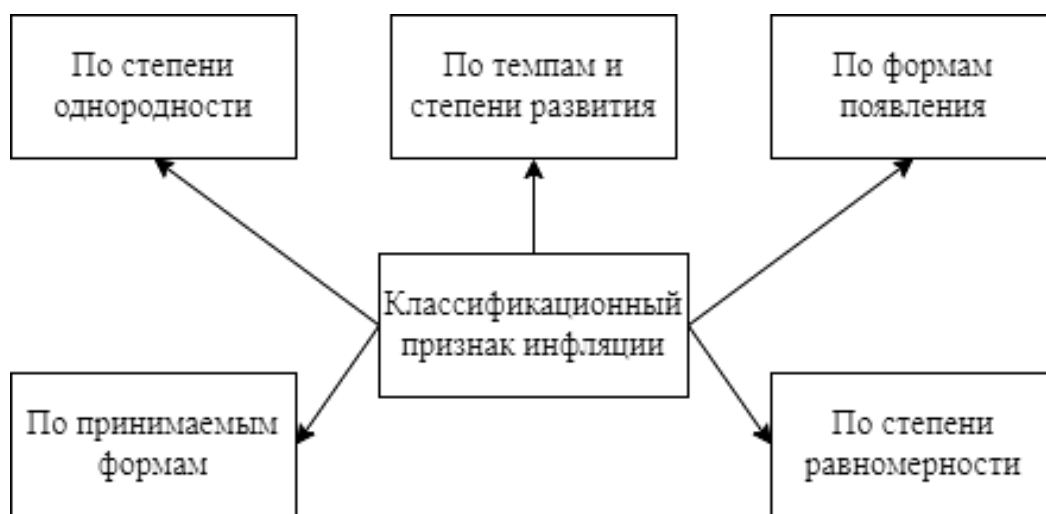 По степени
однородности
По темпам и
степени развития
По формам
появления
Классификационный
признак инфляции
По принимаемым
формам
По степени
равномерности